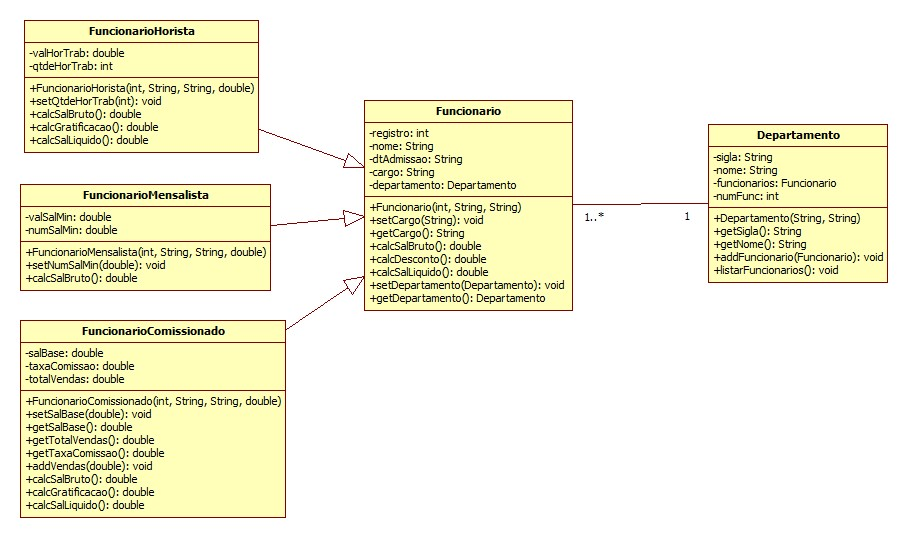 FuncionarioHorista
-valHorTrab: double
-qtdeHorTrab: int
+FuncionarioHorista(int, String, String, double)
+setQtdeHorTrab(int): void
+calcSalBruto(): double
+calcGratificacao(): double
+calcSalLiquido(): double
FuncionarioMensalista
-valSalMin: double
-numSalMin: double
+FuncionarioMensalista(int, String, String, double)
+setNumSalMin(double): void
+calcSalBruto(): double
FuncionarioComissionado
-salBase: double
-taxaComissao: double
-totalVendas: double
+FuncionarioComissionado(int, String, String, double)
+setSalBase(double): void
+getSalBase(): double
+getTotalVendas(): double
+getTaxaComissao(): double
+addVendas(double): void
+calcSalBruto(): double
+calcGratificacao(): double
+calcSalLiquido(): double
Funcionario
-registro: int
-nome: String
-dtAdmissao: String
-cargo: String
-departamento: Departamento
+Funcionario(int, String, String)
+setCargo(String): void
+getCargo(): String
+calcSalBruto(): double
+calcDesconto(): double
+calcSalLiquido(): double
+setDepartamento(Departamento): void
+getDepartamento(): Departamento
1..*
1
Departamento
-sigla: String
-nome: String
-funcionarios: Funcionario
-numFunc: int
+Departamento(String, String)
+getSigla(): String
+getNome(): String
+addFuncionario(Funcionario): void
+listarFuncionarios(): void